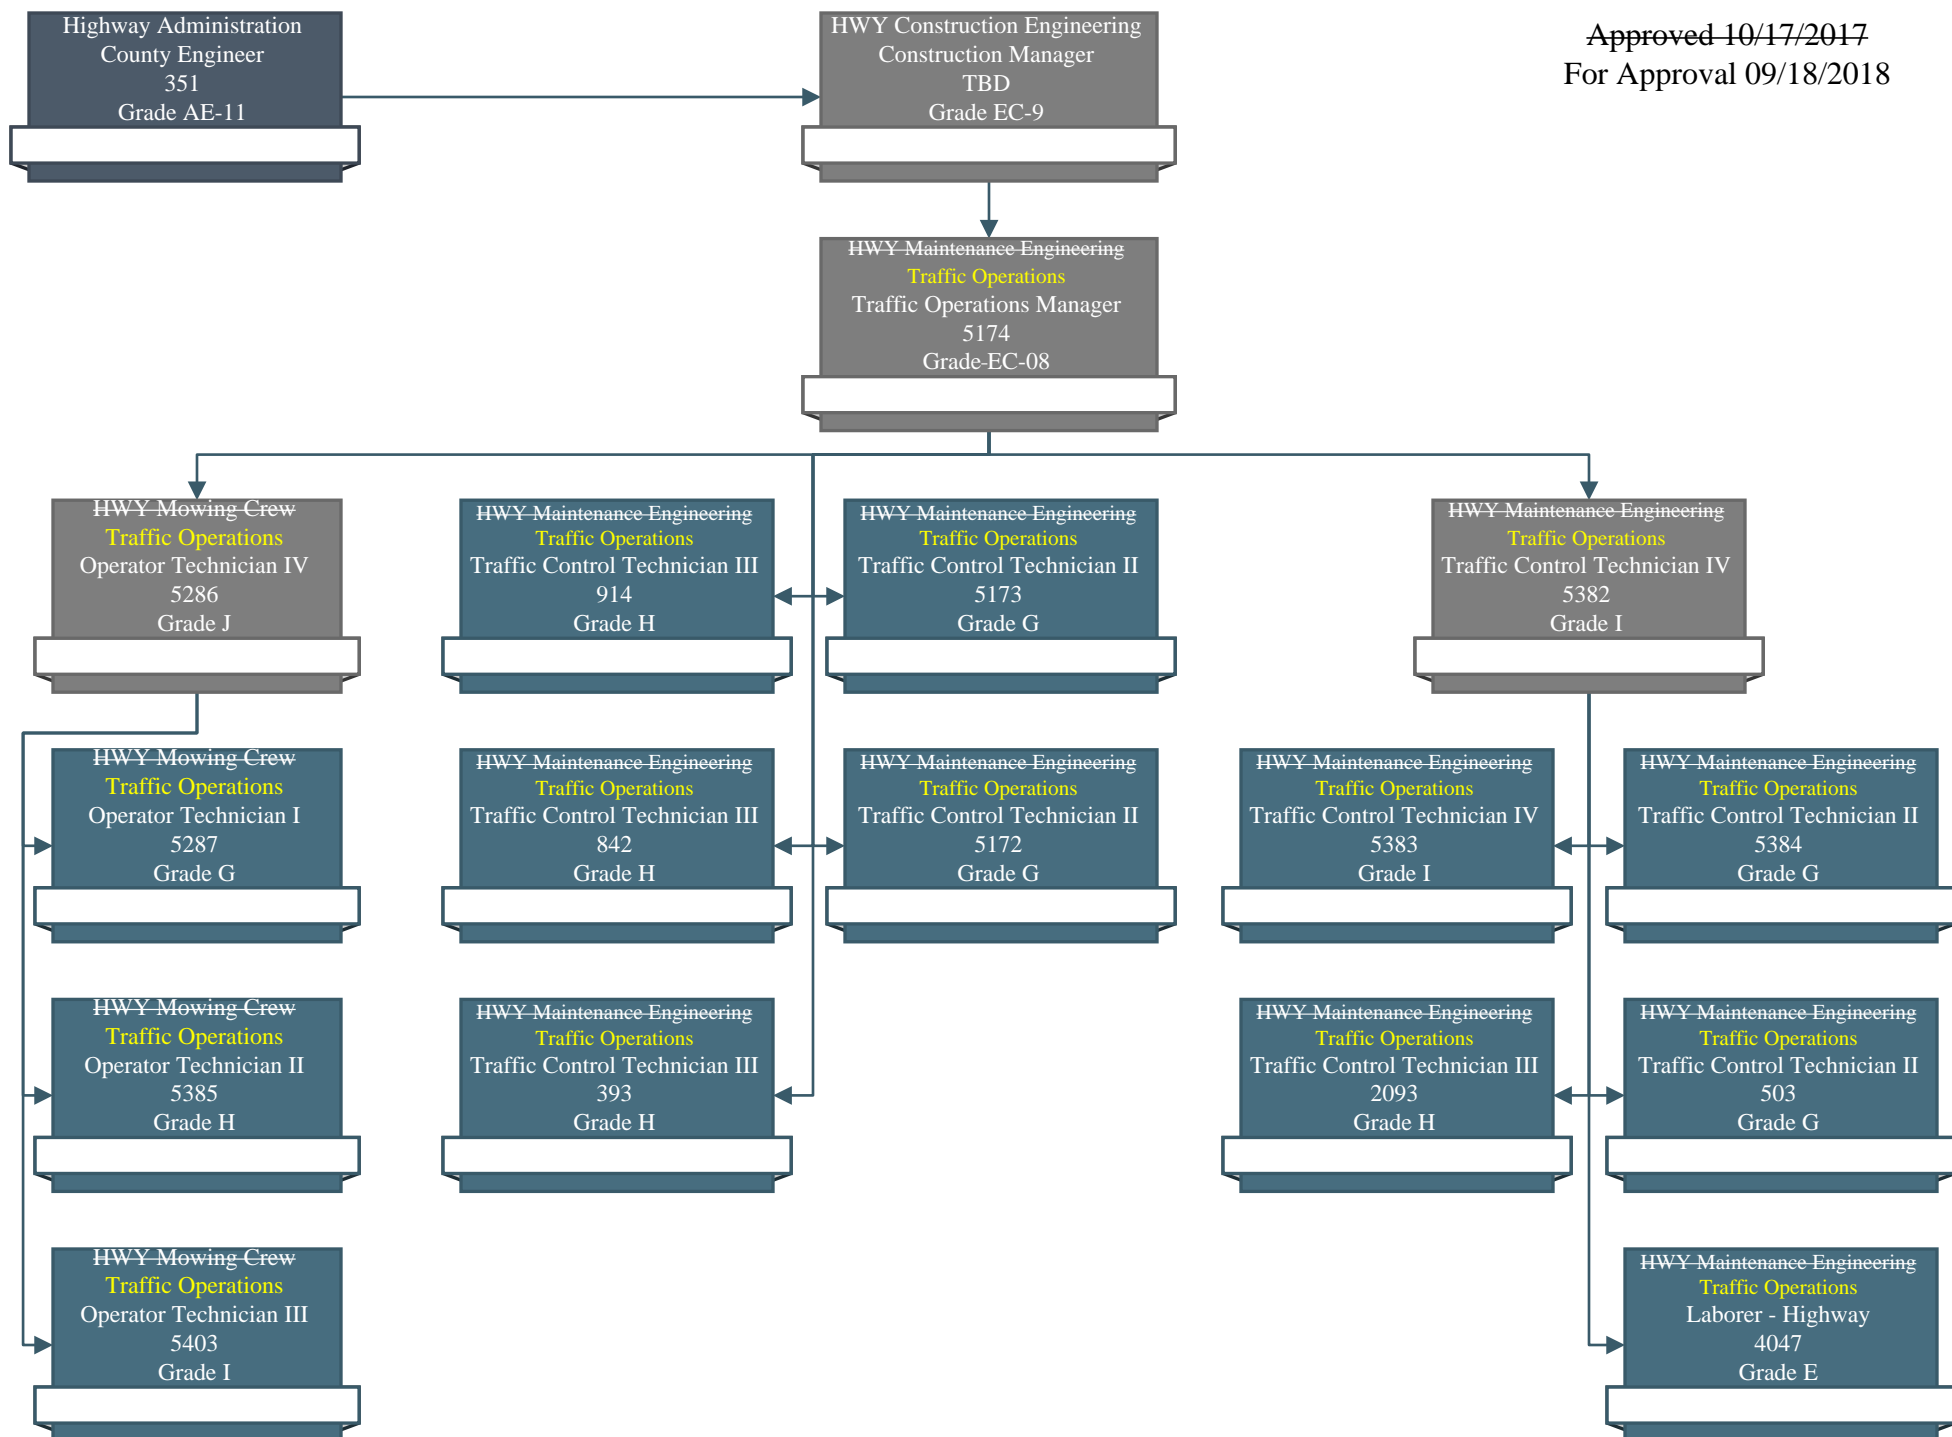 Highway Administration
County Engineer
351
Grade AE-11
HWY Construction Engineering
Construction Manager
TBD
Grade EC-9
Approved 10/17/2017
For Approval 09/18/2018
HWY Maintenance Engineering
Traffic Operations
Traffic Operations Manager
5174
Grade-EC-08
HWY Mowing Crew
Traffic Operations
Operator Technician IV
5286
Grade J
HWY Maintenance Engineering
Traffic Operations
Traffic Control Technician III
914
Grade H
HWY Maintenance Engineering
Traffic Operations
Traffic Control Technician II
5173
Grade G
HWY Maintenance Engineering
Traffic Operations
Traffic Control Technician IV
5382
Grade I
HWY Mowing Crew
Traffic Operations
Operator Technician I
5287
Grade G
HWY Maintenance Engineering
Traffic Operations
Traffic Control Technician III
842
Grade H
HWY Maintenance Engineering
Traffic Operations
Traffic Control Technician II
5172
Grade G
HWY Maintenance Engineering
Traffic Operations
Traffic Control Technician IV
5383
Grade I
HWY Maintenance Engineering
Traffic Operations
Traffic Control Technician II
5384
Grade G
HWY Mowing Crew
Traffic Operations
Operator Technician II
5385
Grade H
HWY Maintenance Engineering
Traffic Operations
Traffic Control Technician III
393
Grade H
HWY Maintenance Engineering
Traffic Operations
Traffic Control Technician III
2093
Grade H
HWY Maintenance Engineering
Traffic Operations
Traffic Control Technician II
503
Grade G
HWY Mowing Crew
Traffic Operations
Operator Technician III
5403
Grade I
HWY Maintenance Engineering
Traffic Operations
Laborer - Highway
4047
Grade E